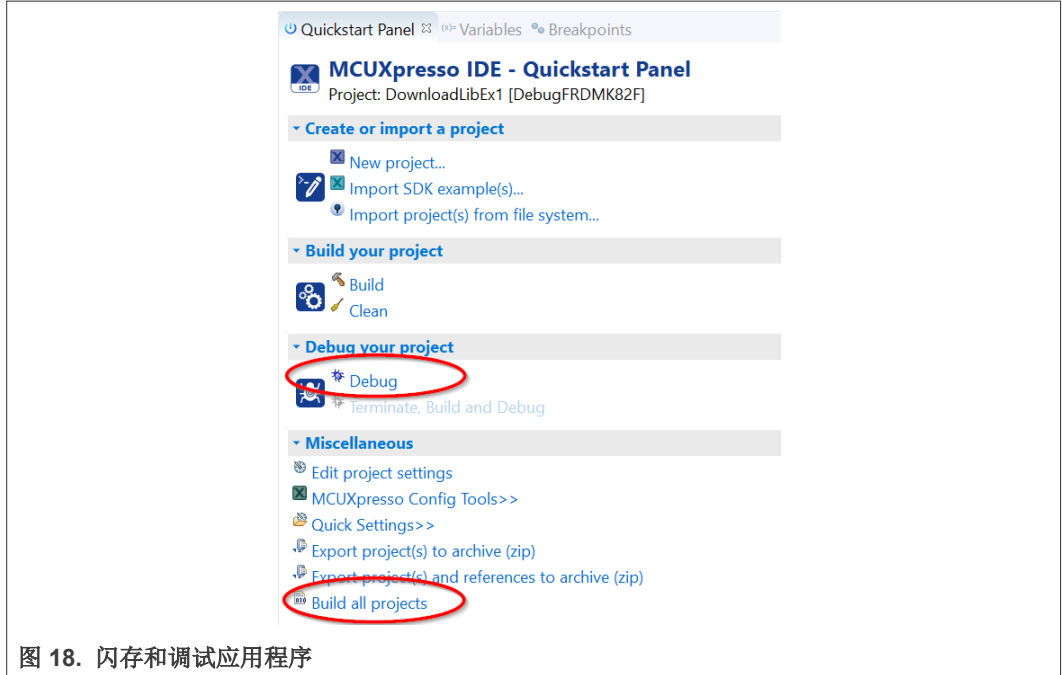 Quickstart Panel (x)= Variables Breakpoints
IDE
MCUXpresso IDE - Quickstart Panel
Project: DownloadLibEx1 [DebugFRDMK82F]
Create or import a project
New project...
Import SDK example(s)...
Import project(s) from file system...
Build your project
Build
Clean
Debug your project
Debug
Terminate, Build and Debug
Miscellaneous
Edit project settings
MCUXpresso Config Tools>>
Quick Settings>>
Export project(s) to archive (zip)
Export project(s) and references to archive (zip)
010 Build all projects
图 18. 闪存和调试应用程序